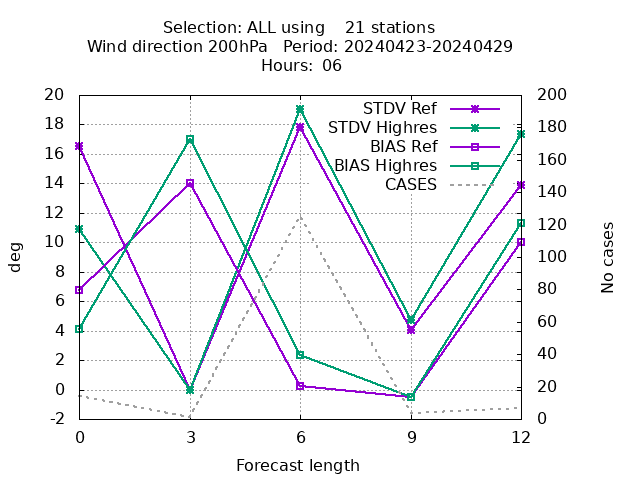 Selection: ALL using    21 stations
Wind direction 200hPa   Period: 20240423-20240429
Hours:  06
STDV Ref
STDV Highres
BIAS Ref
BIAS Highres
CASES
20
18
16
14
12
10
8
6
4
2
0
-2
200
180
160
140
120
100
80
60
40
20
0
deg
No cases
0 3 6 9 12
Forecast length